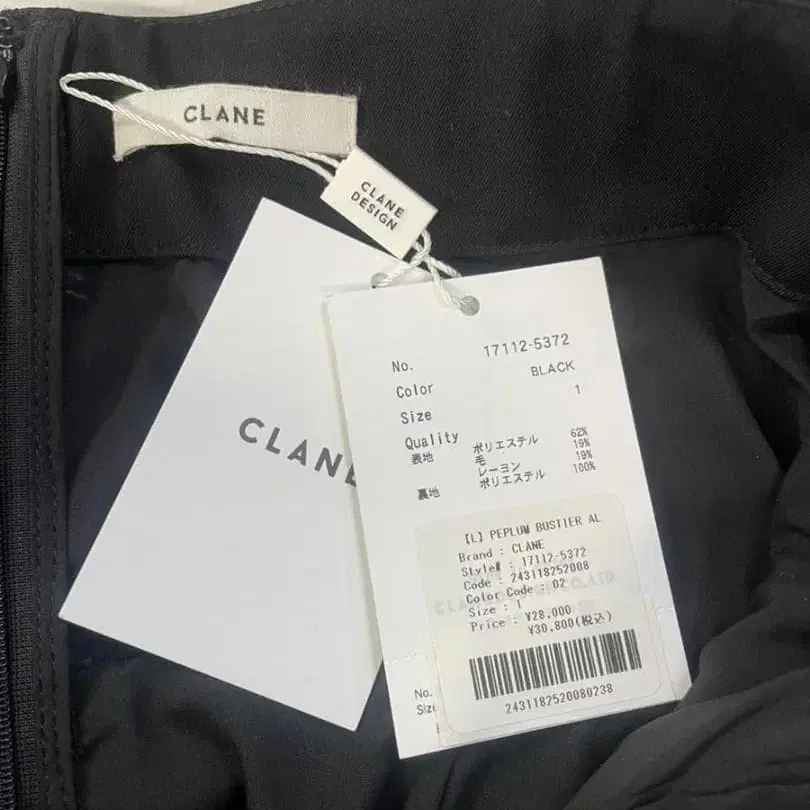 CLANE
CLANE
DESIGN
CLANE
No. 17112-5372
Color BLACK
Size 1
Quality
表地 ポリエステル 62%
毛 19%
レーヨン 19%
裏地 ポリエステル 100%
【L】PEPLUM BUSTIER AL
Brand : CLANE
Style# : 17112-5372
Code : 243118252008
Color Code : 02
Size : 1
Price : ¥28,000
¥30,800(税込)
2431182520080238
No.
Size